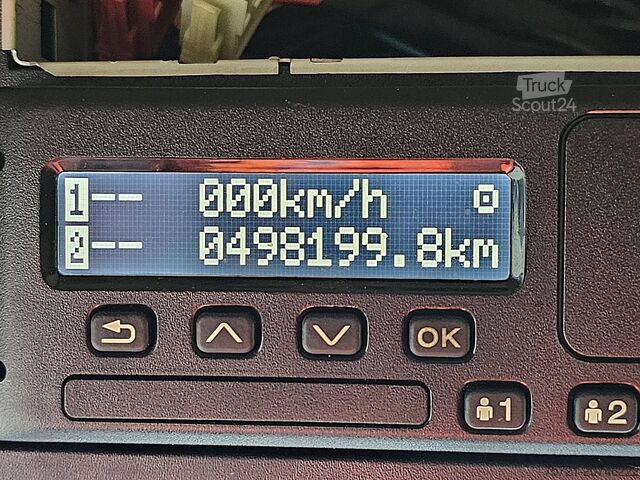 Truck
Scout24
1-- 000km/h
2-- 0498199.8km
OK
1
2